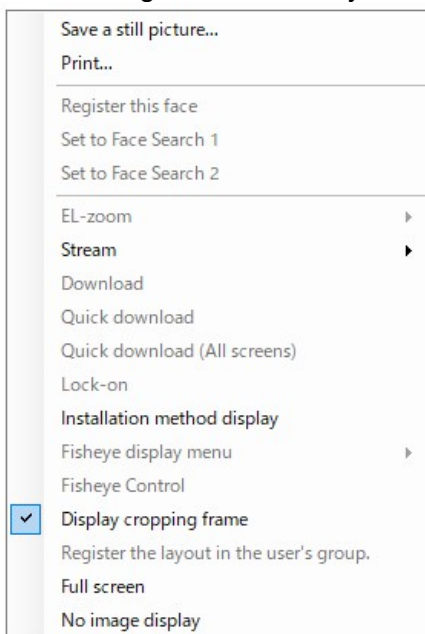 Save a still picture...
Print...
Register this face
Set to Face Search 1
Set to Face Search 2
EL-zoom
Stream
Download
Quick download
Quick download (All screens)
Lock-on
Installation method display
Fisheye display menu
Fisheye Control
Display cropping frame
Register the layout in the user's group.
Full screen
No image display